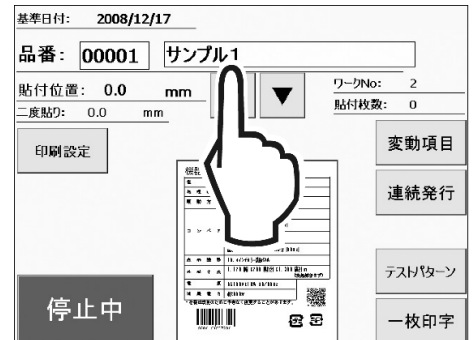 基準日付: 2008/12/17
品番: 00001 サンプル1
貼付位置: 0.0 mm ▼
ワークNo: 2
二度貼り: 0.0 mm
貼付枚数: 0
印刷設定
変動項目
連続発行
テストパターン
停止中
一枚印字